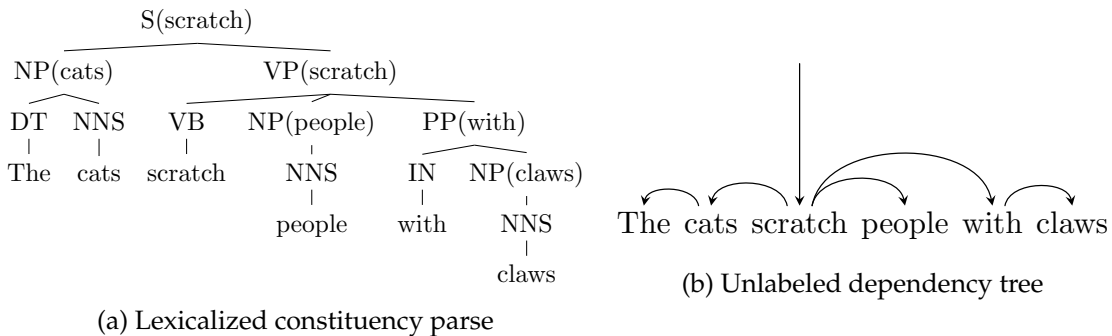 S(scratch)
NP(cats) VP(scratch)
DT NNS VB NP(people) PP(with)
The cats scratch NNS IN NP(claws)
people with NNS
claws
(a) Lexicalized constituency parse
The cats scratch people with claws
(b) Unlabeled dependency tree